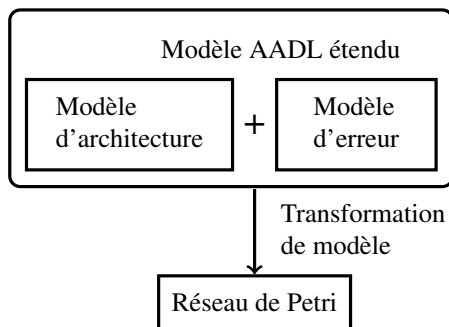 Modèle AADL étendu
Modèle
d'architecture
+
Modèle
d'erreur
Transformation
de modèle
Réseau de Petri